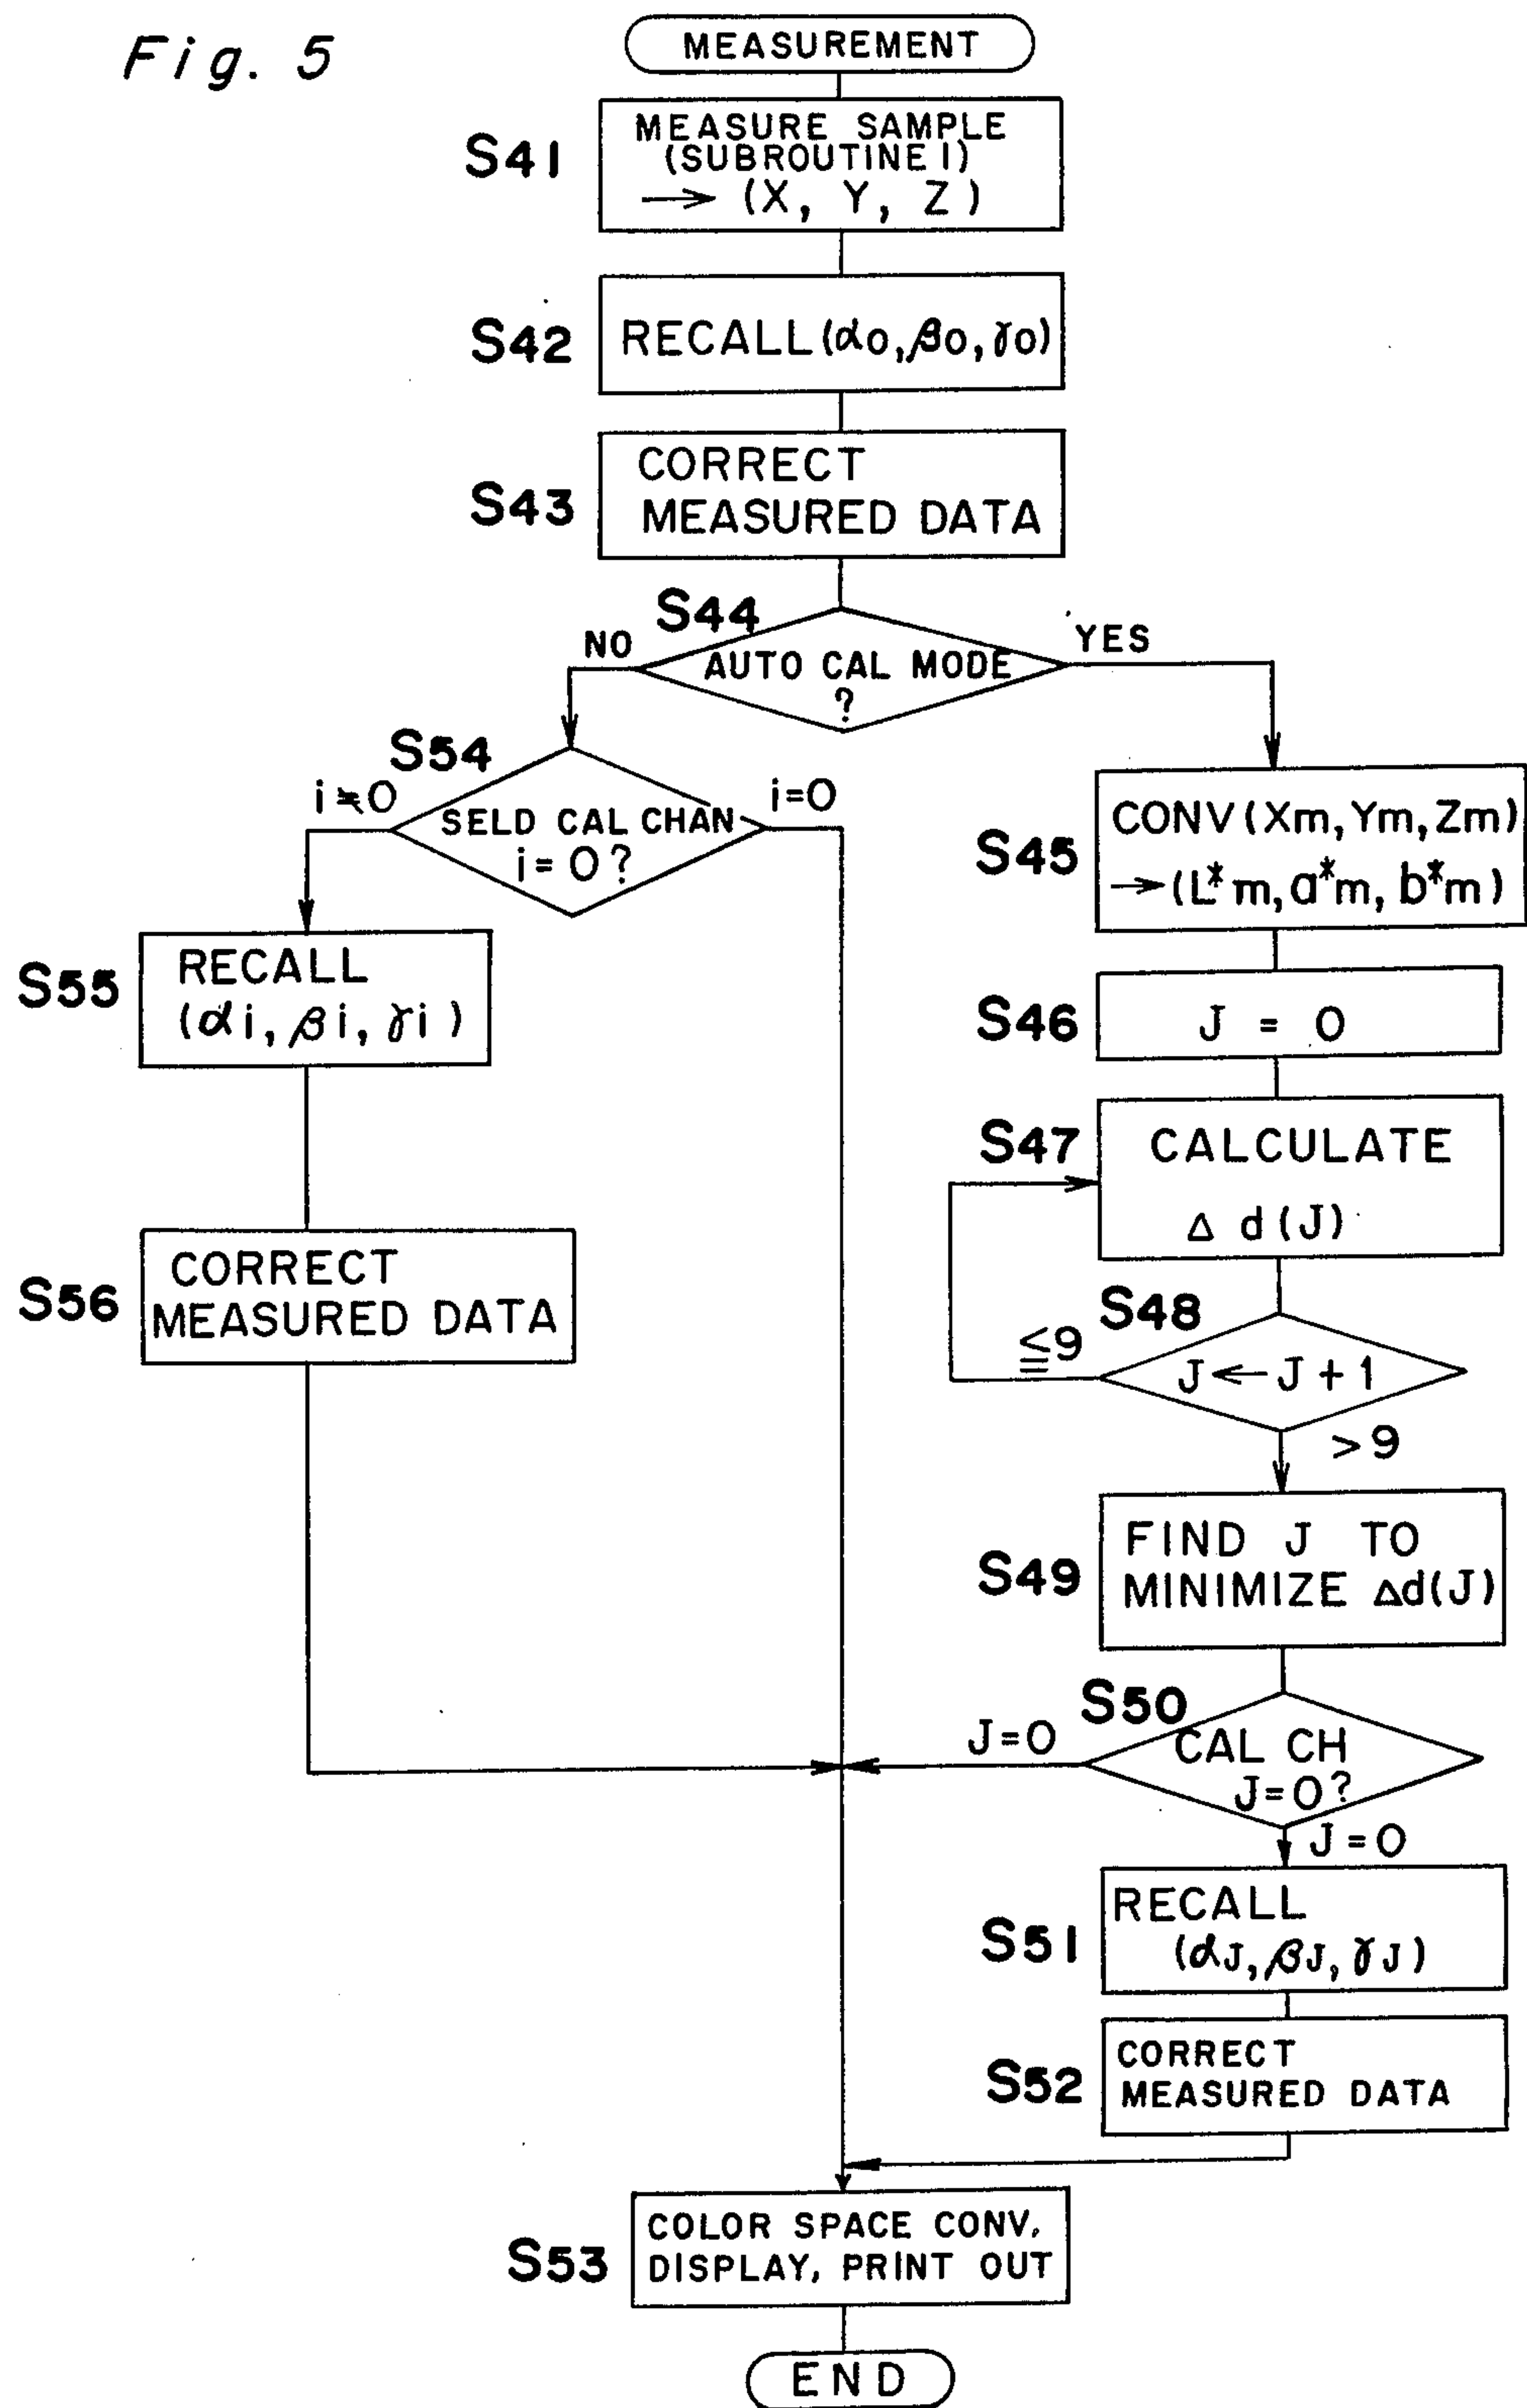 Fig. 5
MEASUREMENT
S41
MEASURE SAMPLE
(SUBROUTINE 1)
→ (X, Y, Z)
S42
RECALL (α0, β0, γ0)
S43
CORRECT
MEASURED DATA
S44
NO
YES
AUTO CAL MODE
?
S54
i≠0
i=0
SELD CAL CHAN
i=0?
S45
CONV (Xm, Ym, Zm)
→ (L*m, a*m, b*m)
S55
RECALL
(αi, βi, γi)
S46
J = 0
S47
CALCULATE
Δ d (J)
S56
CORRECT
MEASURED DATA
S48
≦9
J ← J + 1
> 9
S49
FIND J TO
MINIMIZE Δd(J)
S50
J=0
CAL CH
J=0?
J=0
S51
RECALL
(αJ, βJ, γJ)
S52
CORRECT
MEASURED DATA
S53
COLOR SPACE CONV,
DISPLAY, PRINT OUT
END